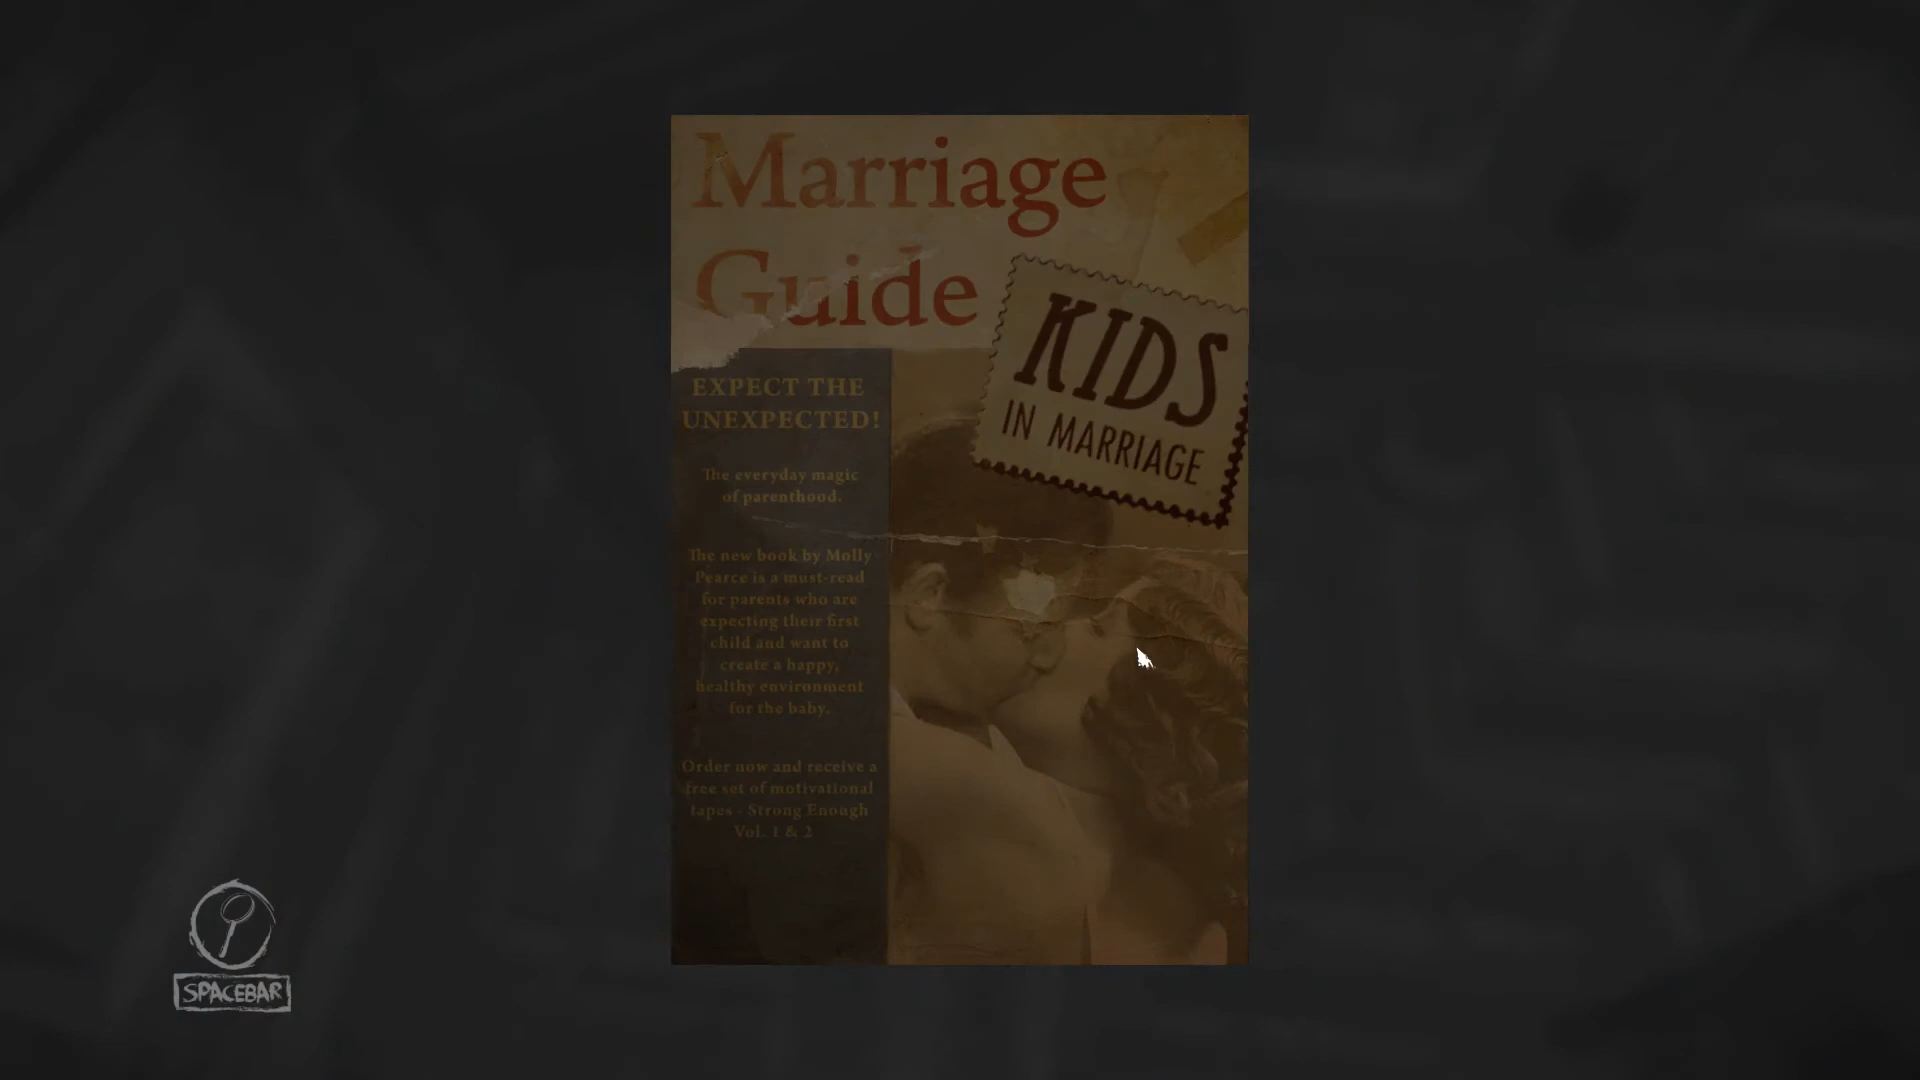 Marriage
Guide
KIDS
IN MARRIAGE
EXPECT THE
UNEXPECTED!
The everyday magic
of parenthood.
The new book by Molly
Pearce is a must-read
for parents who are
expecting their first
child and want to
create a happy,
healthy environment
for the baby.
Order now and receive a
free set of motivational
tapes - Strong Enough
Vol. 1 & 2
SPACEBAR